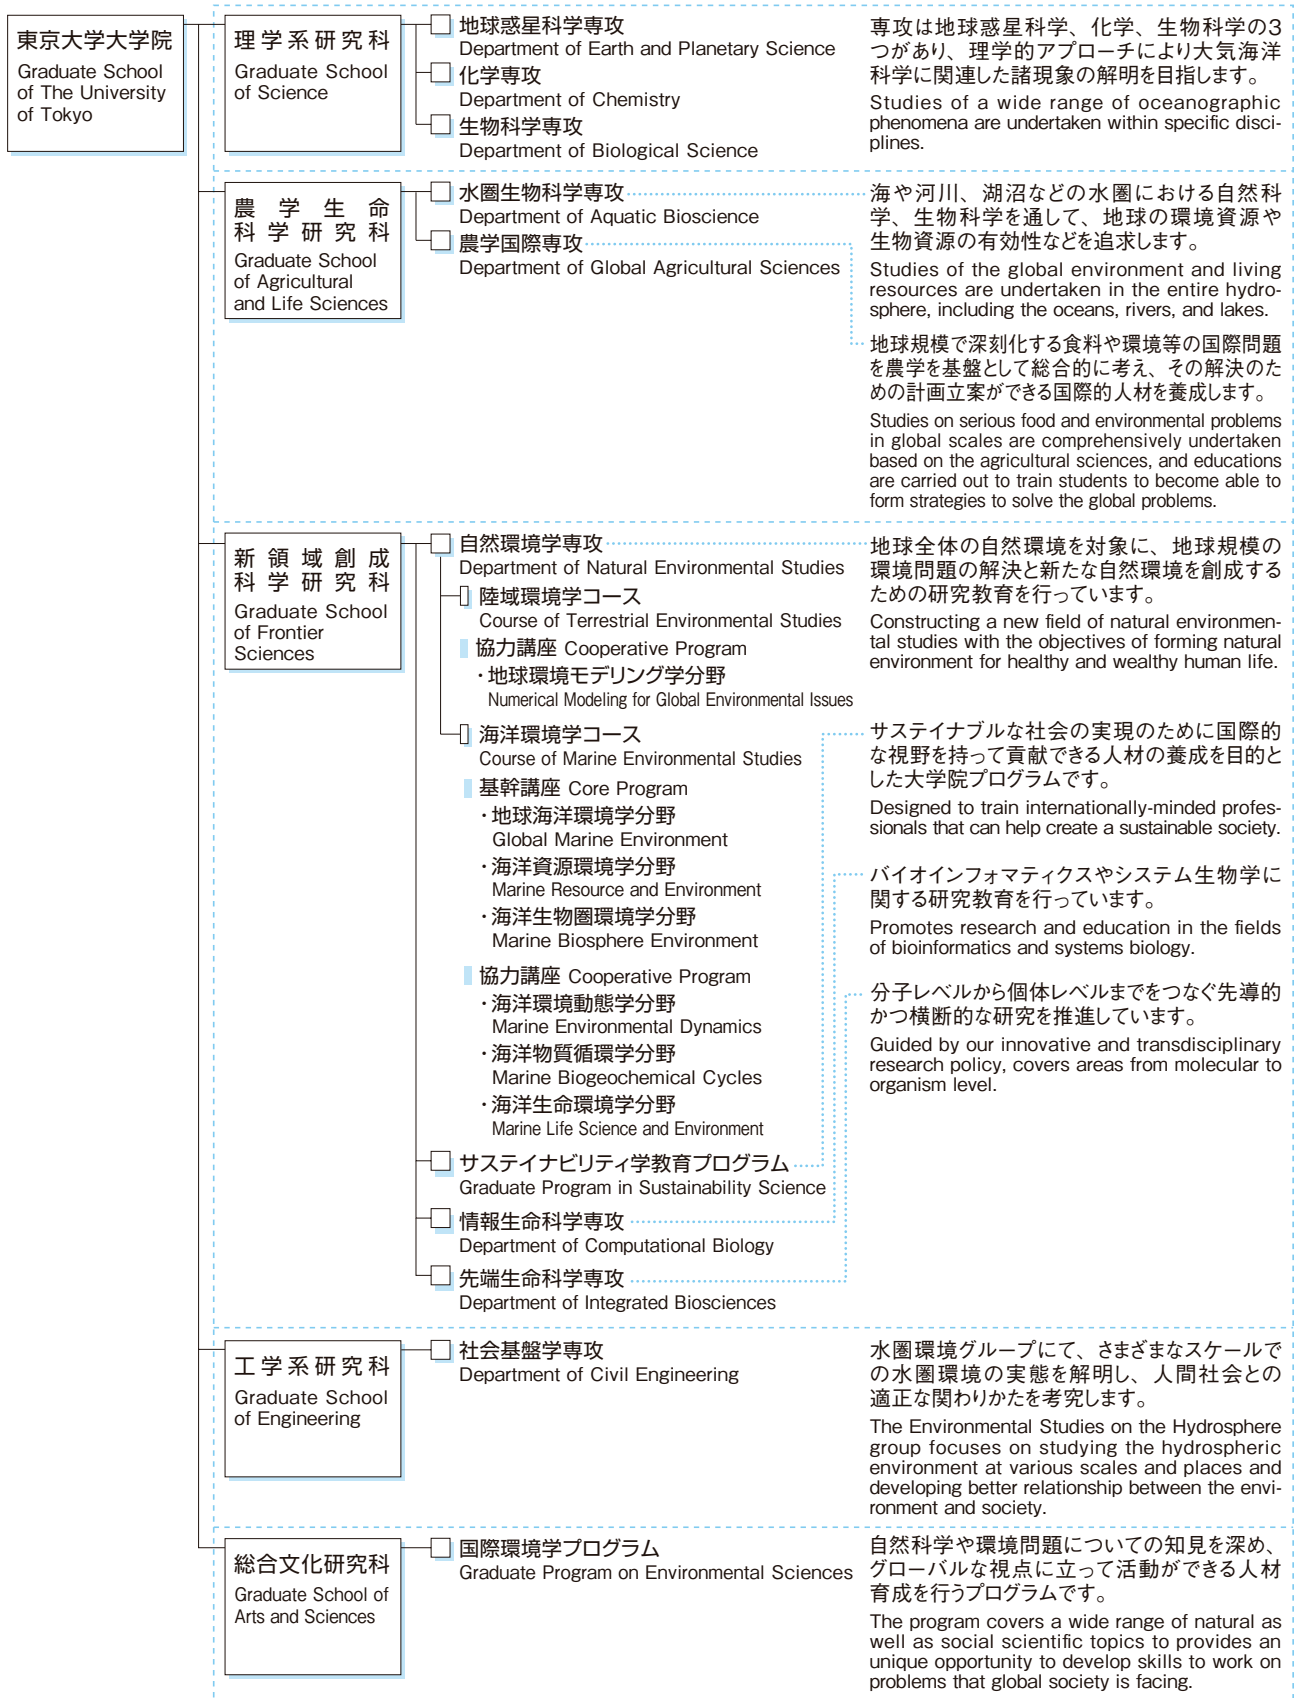 東京大学大学院
Graduate School
of The University
of Tokyo
理学系研究科
Graduate School
of Science
地球惑星科学専攻
Department of Earth and Planetary Science
化学専攻
Department of Chemistry
生物科学専攻
Department of Biological Science
専攻は地球惑星科学、化学、生物科学の3
つがあり、理学的アプローチにより大気海洋
科学に関連した諸現象の解明を目指します。
Studies of a wide range of oceanographic
phenomena are undertaken within specific disci-
plines.
農学生命
科学研究科
Graduate School
of Agricultural
and Life Sciences
水圏生物科学専攻
Department of Aquatic Bioscience
農学国際専攻
Department of Global Agricultural Sciences
海や河川、湖沼などの水圏における自然科
学、生物科学を通して、地球の環境資源や
生物資源の有効性などを追求します。
Studies of the global environment and living
resources are undertaken in the entire hydro-
sphere, including the oceans, rivers, and lakes.
地球規模で深刻化する食料や環境等の国際問題
を農学を基盤として総合的に考え、その解決のた
めの計画立案ができる国際的人材を養成します。
Studies on serious food and environmental problems
in global scales are comprehensively undertaken
based on the agricultural sciences, and educations
are carried out to train students to become able to
form strategies to solve the global problems.
新領域創成
科学研究科
Graduate School
of Frontier
Sciences
自然環境学専攻
Department of Natural Environmental Studies
陸域環境学コース
Course of Terrestrial Environmental Studies
協力講座 Cooperative Program
・地球環境モデリング学分野
Numerical Modeling for Global Environmental Issues
海洋環境学コース
Course of Marine Environmental Studies
基幹講座 Core Program
・地球海洋環境学分野
Global Marine Environment
・海洋資源環境学分野
Marine Resource and Environment
・海洋生物圏環境学分野
Marine Biosphere Environment
協力講座 Cooperative Program
・海洋環境動態学分野
Marine Environmental Dynamics
・海洋物質循環学分野
Marine Biogeochemical Cycles
・海洋生命環境学分野
Marine Life Science and Environment
サステイナビリティ学教育プログラム
Graduate Program in Sustainability Science
情報生命科学専攻
Department of Computational Biology
先端生命科学専攻
Department of Integrated Biosciences
地球全体の自然環境を対象に、地球規模の
環境問題の解決と新たな自然環境を創成する
ための研究教育を行っています。
Constructing a new field of natural environmen-
tal studies with the objectives of forming natural
environment for healthy and wealthy human life.
サステイナブルな社会の実現のために国際的
な視野を持って貢献できる人材の養成を目的と
した大学院プログラムです。
Designed to train internationally-minded profes-
sionals that can help create a sustainable society.
バイオインフォマティクスやシステム生物学に
関する研究教育を行っています。
Promotes research and education in the fields
of bioinformatics and systems biology.
分子レベルから個体レベルまでをつなぐ先導的
かつ横断的な研究を推進しています。
Guided by our innovative and transdisciplinary
research policy, covers areas from molecular to
organism level.
工学系研究科
Graduate School
of Engineering
社会基盤学専攻
Department of Civil Engineering
水圏環境グループにて、さまざまなスケールで
の水圏環境の実態を解明し、人間社会との
適正な関わりかたを考究します。
The Environmental Studies on the Hydrosphere
group focuses on studying the hydrospheric
environment at various scales and places and
developing better relationship between the envi-
ronment and society.
総合文化研究科
Graduate School of
Arts and Sciences
国際環境学プログラム
Graduate Program on Environmental Sciences
自然科学や環境問題についての知見を深め、
グローバルな視点に立って活動ができる人材
育成を行うプログラムです。
The program covers a wide range of natural as
well as social scientific topics to provides an
unique opportunity to develop skills to work on
problems that global society is facing.